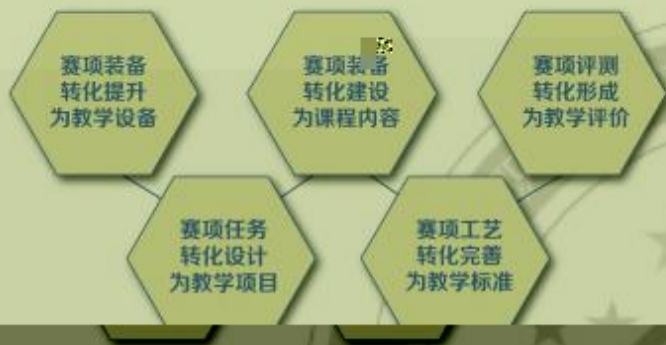 赛项装备
转化提升
为教学设备
赛项装备
转化建设
为课程内容
赛项评测
转化形成
为教学评价
赛项任务
转化设计
为教学项目
赛项工艺
转化完善
为教学标准